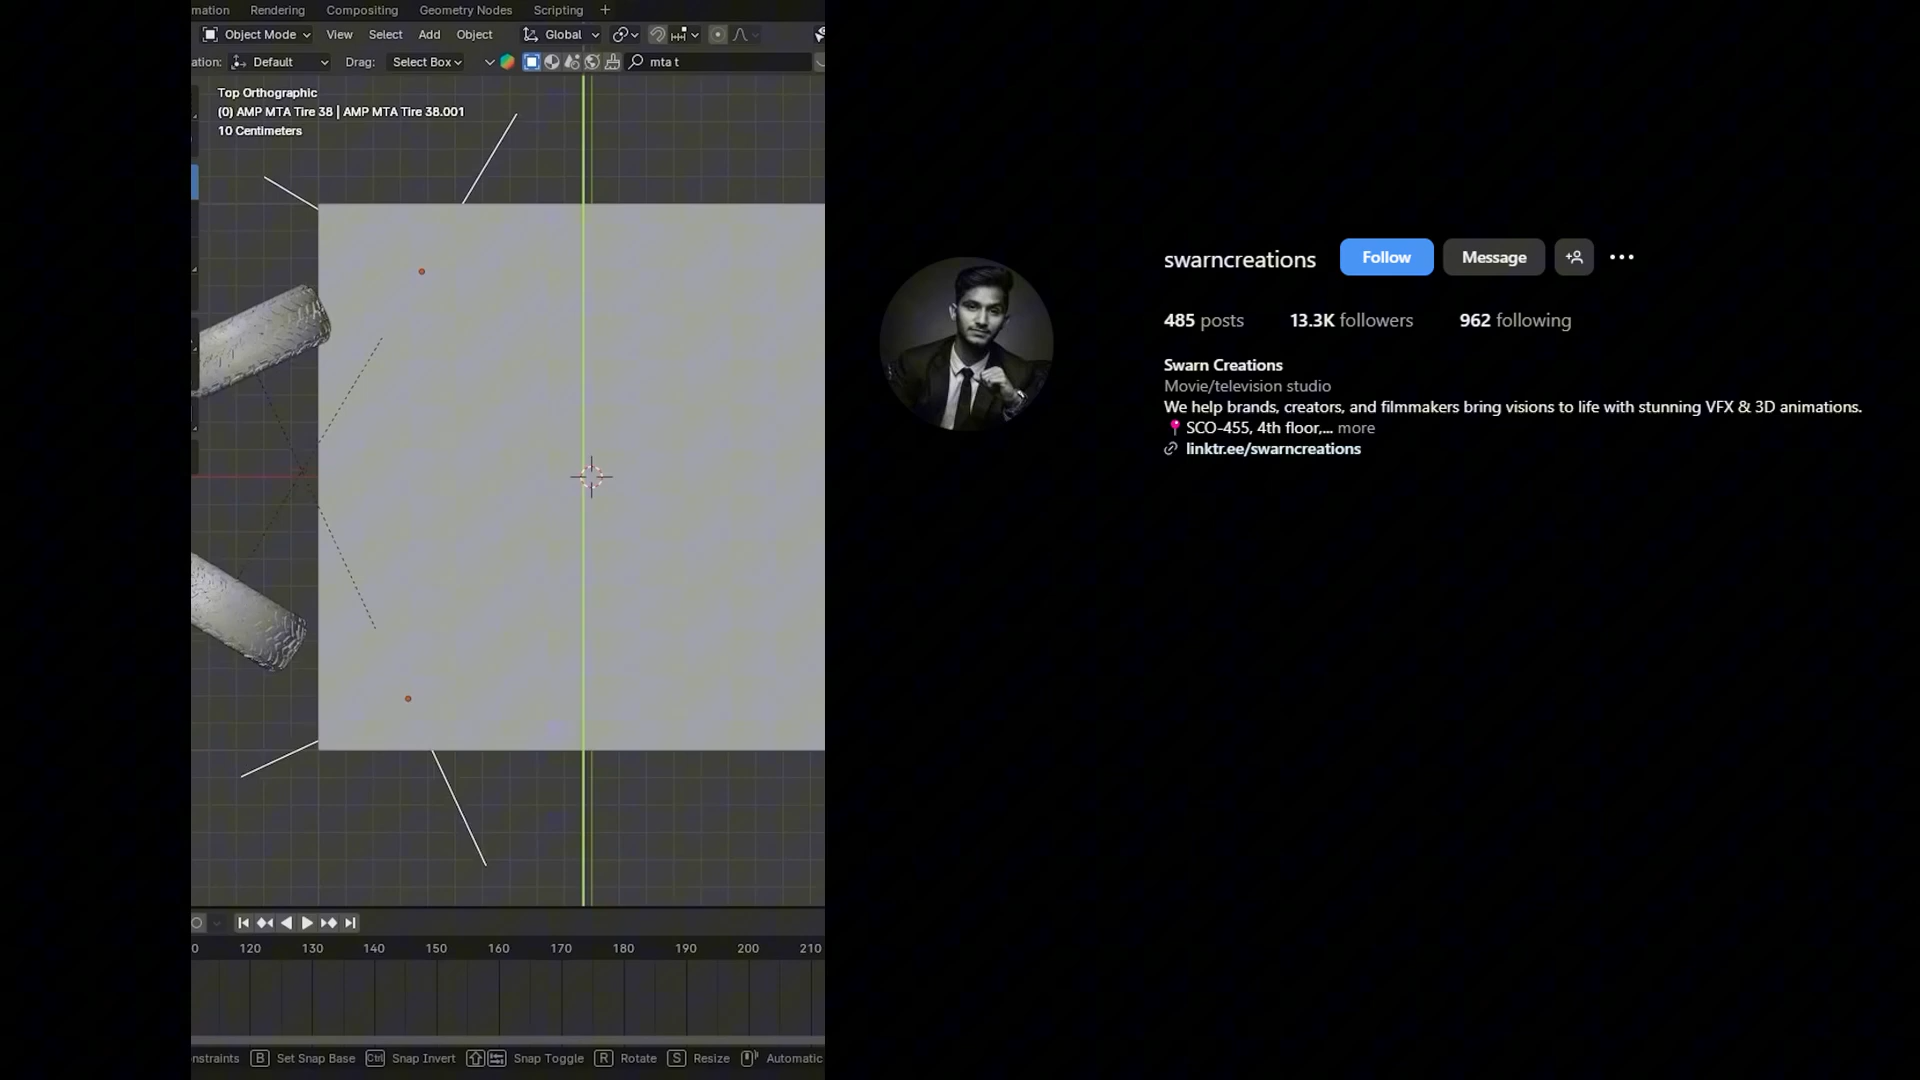 mation Rendering Compositing Geometry Nodes Scripting +
Object Mode View Select Add Object Global
ation: Default Drag: Select Box mta t
Top Orthographic
(0) AMP MTA Tire 38 | AMP MTA Tire 38.001
10 Centimeters
0 120 130 140 150 160 170 180 190 200 210
nstraints B Set Snap Base Ctrl Snap Invert Snap Toggle R Rotate S Resize Automatic
swarncreations Follow Message
485 posts 13.3K followers 962 following
Swarn Creations
Movie/television studio
We help brands, creators, and filmmakers bring visions to life with stunning VFX & 3D animations.
📍SCO-455, 4th floor,... more
linktr.ee/swarncreations